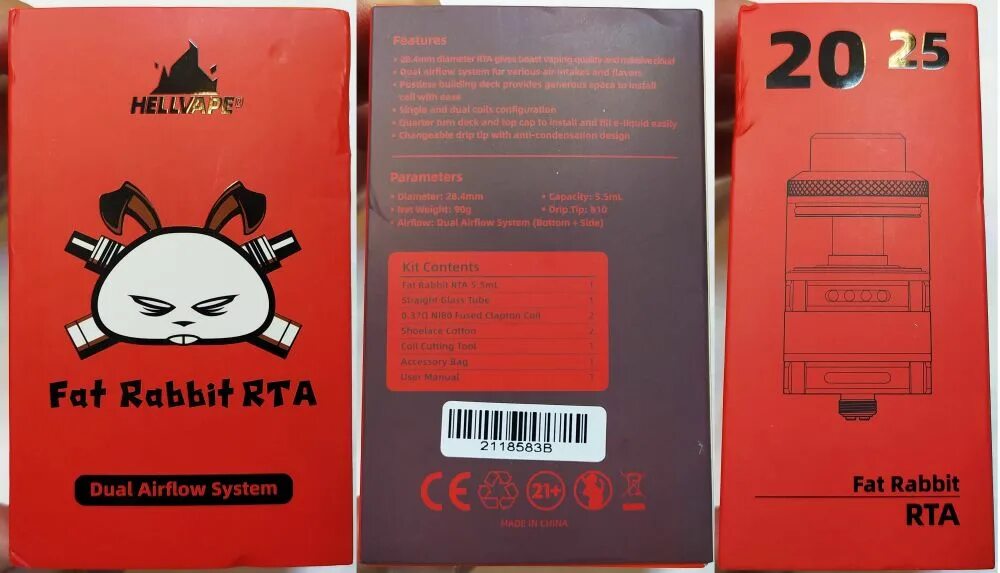 HELLVAPE®
Fat Rabbit RTA
Dual Airflow System
Features
• 28.4mm diameter RTA glass boast vaping quality and massive cloud
• Dual airflow system for various air intakes and flavors
• Postless building deck provides generous space to install
coil with ease
• Single and dual coils configuration
• Quarter turn deck and top cap to install and fill e-liquid easily
• Changeable drip tip with anti-condensation design
Parameters
• Diameter: 28.4mm
• Capacity: 5.5mL
• Net Weight: 90g
• Drip Tip: 810
• Airflow: Dual Airflow System (Bottom + Side)
Kit Contents
Fat Rabbit RTA 5.5mL 1
Straight Glass Tube 1
0.37Ω Ni80 Fused Clapton Coil 2
Shoelace Cotton 2
Coil Cutting Tool 1
Accessory Bag 1
User Manual 1
2118583B
CE
21+
MADE IN CHINA
20 25
Fat Rabbit
RTA